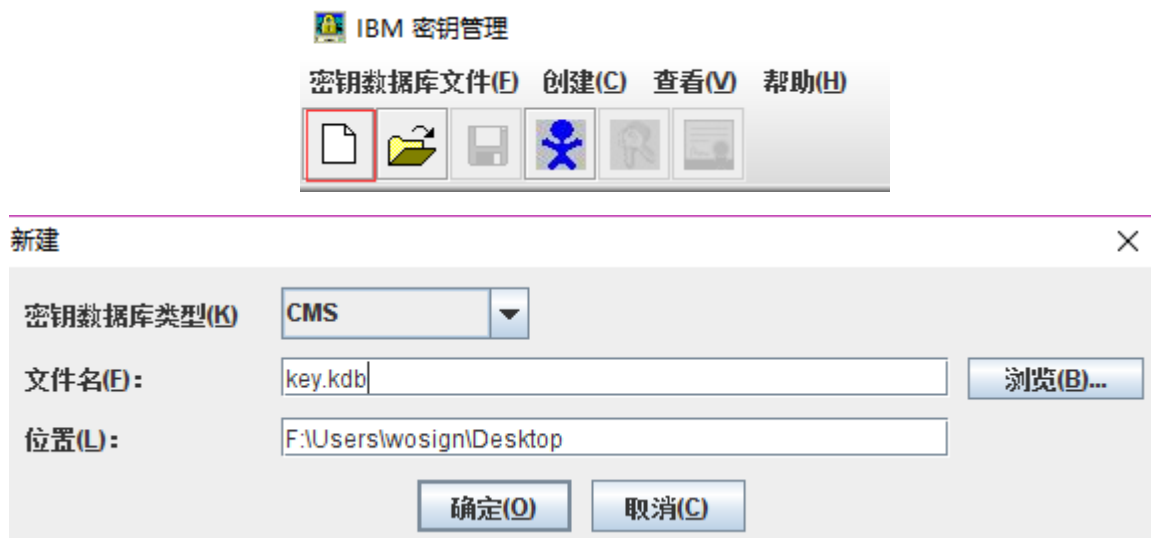 IBM 密钥管理
密钥数据库文件(F) 创建(C) 查看(V) 帮助(H)
新建
密钥数据库类型(K) CMS
文件名(F)： key.kdb 浏览(B)...
位置(L)： F:\Users\wosign\Desktop
确定(O) 取消(C)